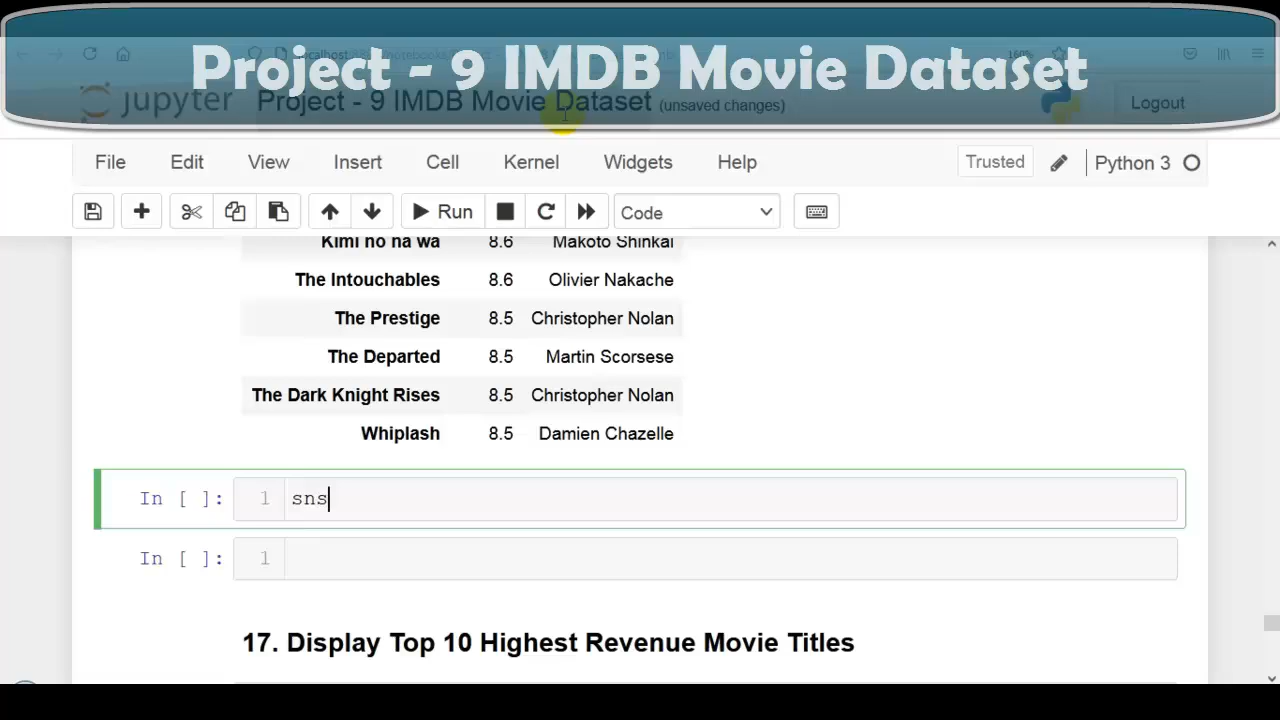 Project - 9 IMDB Movie Dataset
jupyter Project - 9 IMDB Movie Dataset (unsaved changes) Logout
File Edit View Insert Cell Kernel Widgets Help Trusted Python 3
Run Code
Kimi no na wa 8.6 Makoto Shinkai
The Intouchables 8.6 Olivier Nakache
The Prestige 8.5 Christopher Nolan
The Departed 8.5 Martin Scorsese
The Dark Knight Rises 8.5 Christopher Nolan
Whiplash 8.5 Damien Chazelle
In [ ]: 1 sns
In [ ]: 1
17. Display Top 10 Highest Revenue Movie Titles